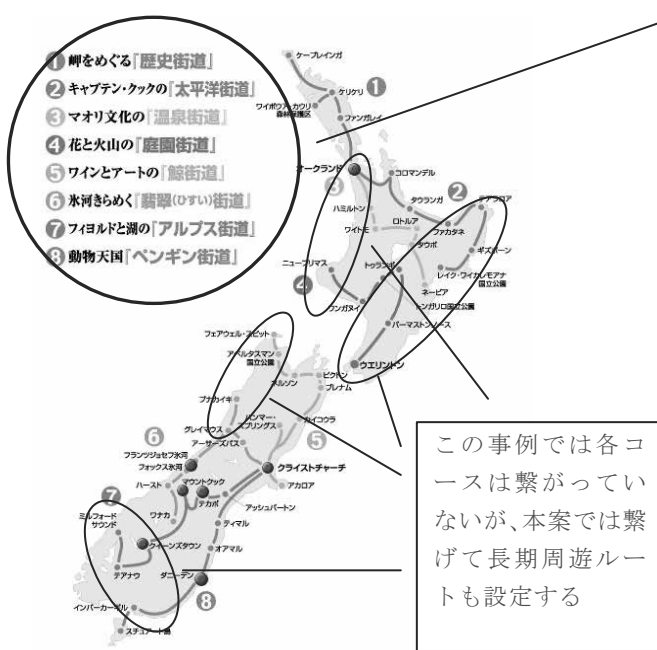 ❶ 岬をめぐる『歴史街道』
❷ キャプテン・クックの『太平洋街道』
❸ マオリ文化の『温泉街道』
❹ 花と火山の『庭園街道』
❺ ワインとアートの『鯨街道』
❻ 氷河きらめく『翡翠(ひすい)街道』
❼ フィヨルドと湖の『アルプス街道』
❽ 動物天国『ペンギン街道』
ケープレインガ
ケリケリ
❶
ワイポウア・カウリ
森林保護区
ファンガレイ
オークランド
コロマンデル
❸
❷
タウランガ
テアラロア
ハミルトン
ロトルア
ファカタネ
ワイトモ
タウポ
ギズボーン
ニュープリマス
トゥランギ
レイク・ワイカレモアナ
国立公園
❹
ネーピア
ワンガヌイ
トンガリロ国立公園
パーマストンノース
フェアウェル・スピット
アベルタスマン
国立公園
ウエリントン
ネルソン
ピクトン
ブレナム
プナカイキ
ハンマー・
スプリングス
カイコウラ
グレイマウス
アーサーズパス
❺
❻
フランツジョセフ氷河
フォックス氷河
クライストチャーチ
マウントクック
アカロア
ハースト
テカポ
アッシュバートン
❼
ミルフォード
サウンド
ワナカ
ティマル
クイーンズタウン
オアマル
テアナウ
ダニーデン
❽
インバーカーギル
スチュアート島
この事例では各コ
ースは繋がってい
ないが、本案では繋
げて長期周遊ルー
トも設定する